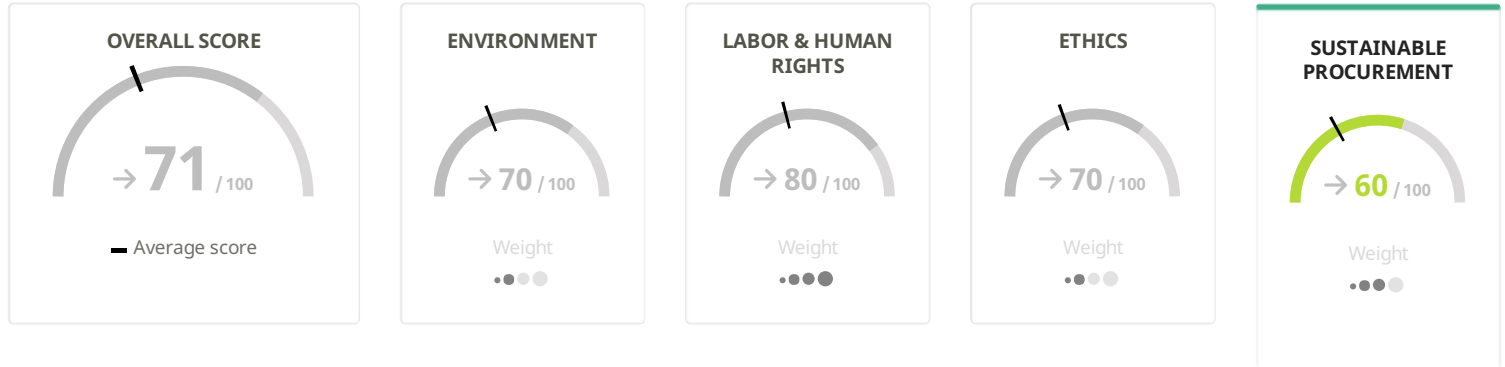 OVERALL SCORE
→ 71 / 100
Average score
ENVIRONMENT
→ 70 / 100
Weight
LABOR & HUMAN
RIGHTS
→ 80 / 100
Weight
ETHICS
→ 70 / 100
Weight
SUSTAINABLE
PROCUREMENT
→ 60 / 100
Weight